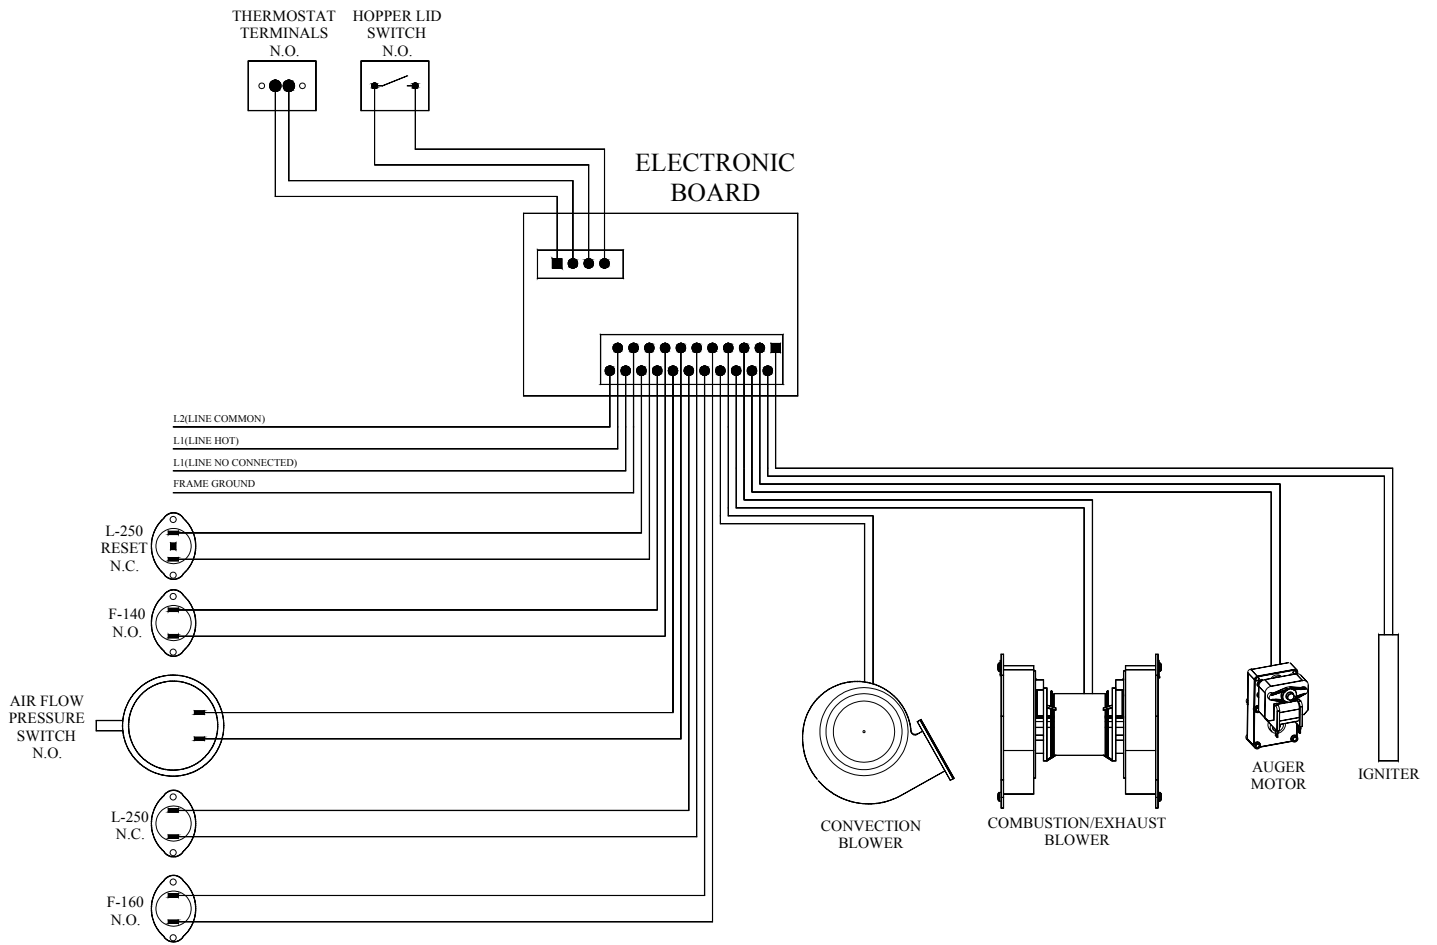 THERMOSTAT
TERMINALS
N.O.
HOPPER LID
SWITCH
N.O.
ELECTRONIC
BOARD
L2(LINE COMMON)
L1(LINE HOT)
L1(LINE NO CONNECTED)
FRAME GROUND
L-250
RESET
N.C.
F-140
N.O.
AIR FLOW
PRESSURE
SWITCH
N.O.
L-250
N.C.
F-160
N.O.
CONVECTION
BLOWER
COMBUSTION/EXHAUST
BLOWER
AUGER
MOTOR
IGNITER